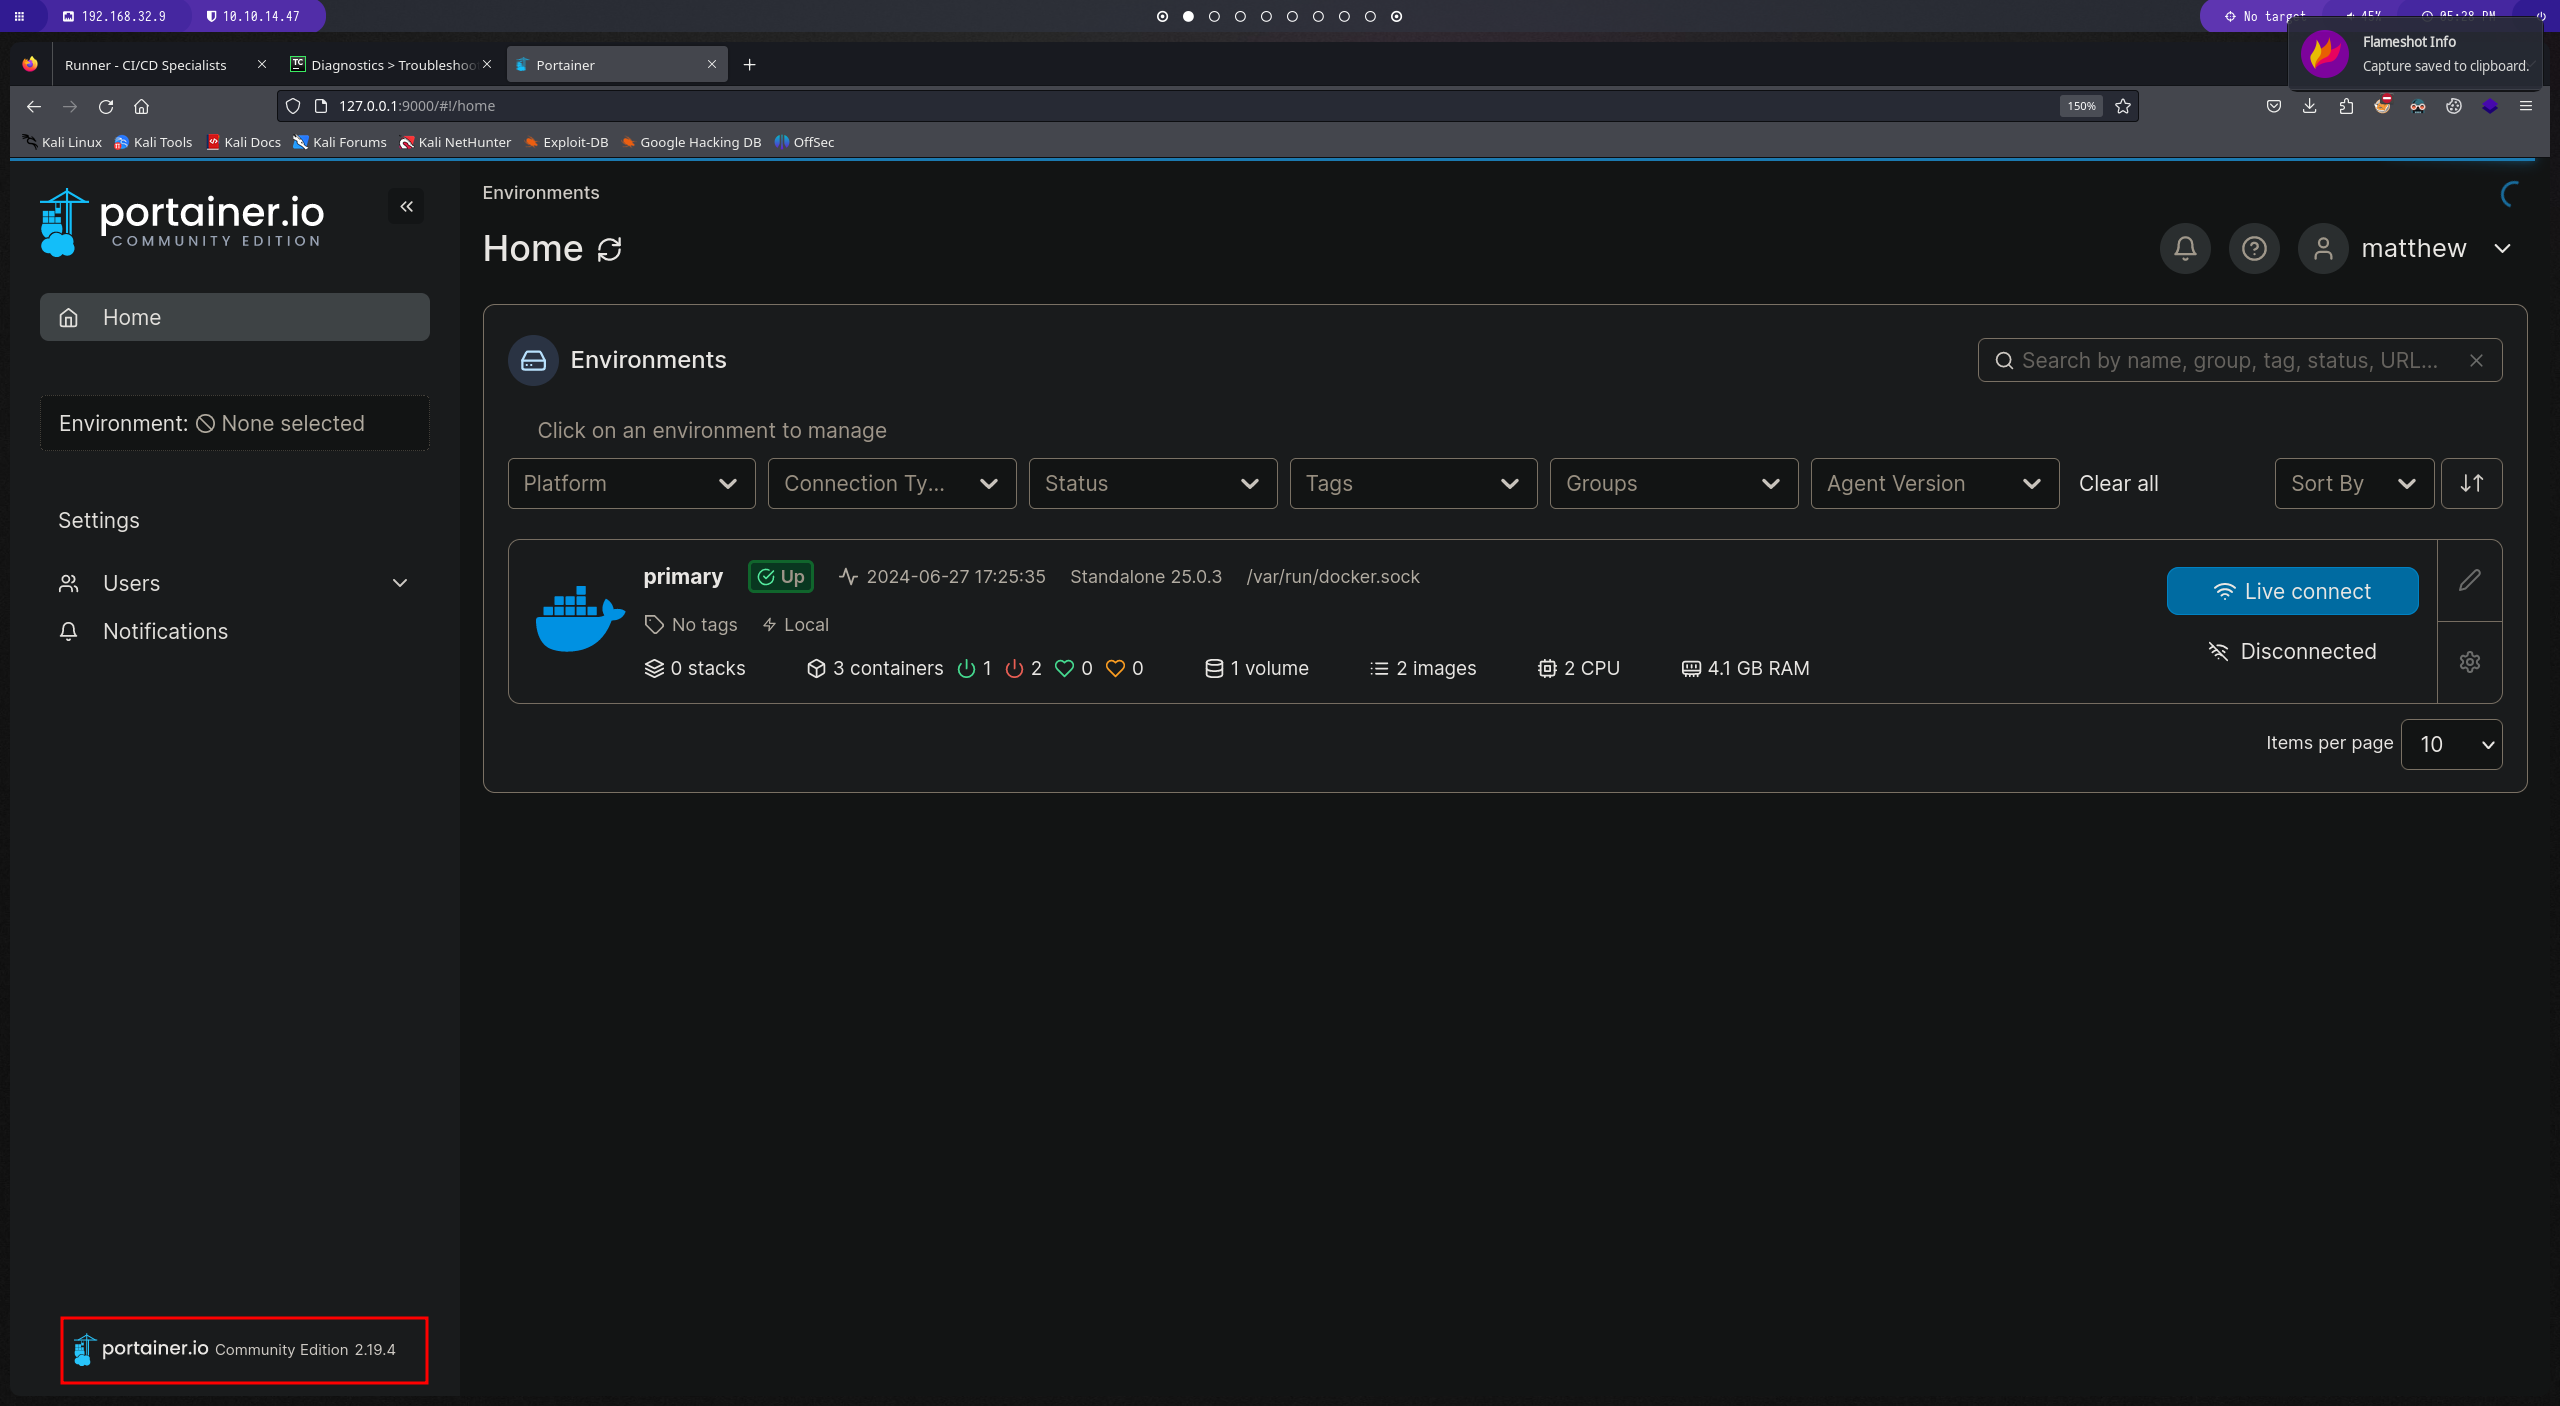 192.168.32.9 10.10.14.47 No target 45% 05:28 PM
Flameshot Info
Capture saved to clipboard.
Runner - CI/CD Specialists Diagnostics > Troubleshoo Portainer
127.0.0.1:9000/#!/home 150%
Kali Linux Kali Tools Kali Docs Kali Forums Kali NetHunter Exploit-DB Google Hacking DB OffSec
portainer.io
COMMUNITY EDITION
Home
Environment: None selected
Settings
Users
Notifications
portainer.io Community Edition 2.19.4
Environments
Home
matthew
Environments
Search by name, group, tag, status, URL...
Click on an environment to manage
Platform Connection Ty... Status Tags Groups Agent Version Clear all Sort By
primary Up 2024-06-27 17:25:35 Standalone 25.0.3 /var/run/docker.sock
No tags Local
0 stacks 3 containers 1 2 0 0 1 volume 2 images 2 CPU 4.1 GB RAM
Live connect
Disconnected
Items per page 10